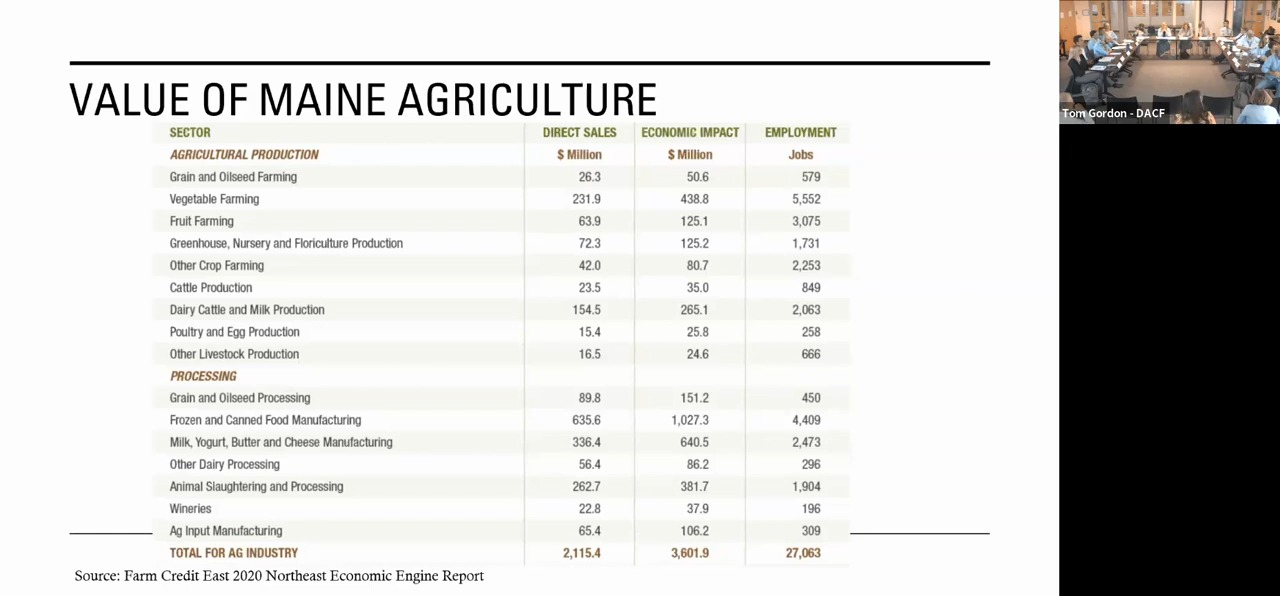 VALUE OF MAINE AGRICULTURE
SECTOR DIRECT SALES ECONOMIC IMPACT EMPLOYMENT
AGRICULTURAL PRODUCTION $ Million $ Million Jobs
Grain and Oilseed Farming 26.3 50.6 579
Vegetable Farming 231.9 438.8 5,552
Fruit Farming 63.9 125.1 3,075
Greenhouse, Nursery and Floriculture Production 72.3 125.2 1,731
Other Crop Farming 42.0 80.7 2,253
Cattle Production 23.5 35.0 849
Dairy Cattle and Milk Production 154.5 265.1 2,063
Poultry and Egg Production 15.4 25.8 258
Other Livestock Production 16.5 24.6 666
PROCESSING
Grain and Oilseed Processing 89.8 151.2 450
Frozen and Canned Food Manufacturing 635.6 1,027.3 4,409
Milk, Yogurt, Butter and Cheese Manufacturing 336.4 640.5 2,473
Other Dairy Processing 56.4 86.2 296
Animal Slaughtering and Processing 262.7 381.7 1,904
Wineries 22.8 37.9 196
Ag Input Manufacturing 65.4 106.2 309
TOTAL FOR AG INDUSTRY 2,115.4 3,601.9 27,063
Source: Farm Credit East 2020 Northeast Economic Engine Report
Tom Gordon - DACF